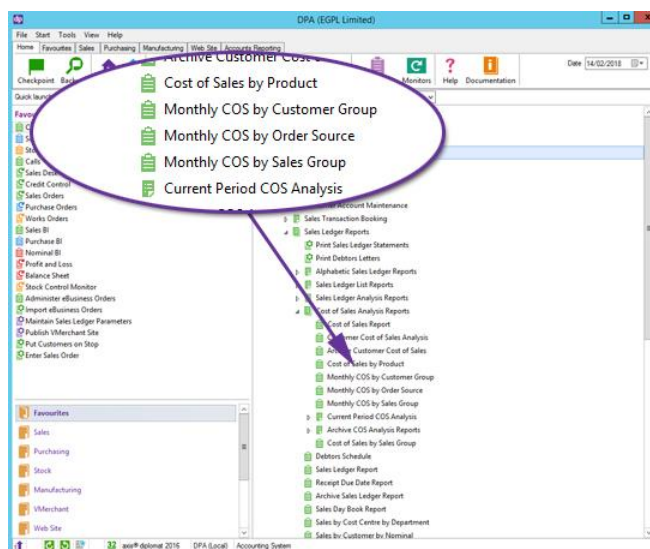 DPA (EGPL Limited)
File Start Tools View Help
Home Favourites Sales Purchasing Manufacturing Web Site Accounts Reporting
Checkpoint Monitors Help Documentation Date 14/02/2018
Quick launch
Archive Customer Cost
Cost of Sales by Product
Monthly COS by Customer Group
Monthly COS by Order Source
Monthly COS by Sales Group
Current Period COS Analysis
Calls
Sales Desk
Credit Control
Sales Orders
Purchase Orders
Works Orders
Sales BI
Purchase BI
Nominal BI
Profit and Loss
Balance Sheet
Stock Control Monitor
Administer eBusiness Orders
Import eBusiness Orders
Maintain Sales Ledger Parameters
Publish VMerchant Site
Put Customers on Stop
Enter Sales Order
Favourites
Sales
Purchasing
Stock
Manufacturing
VMerchant
Web Site
Account Maintenance
Sales Transaction Booking
Sales Ledger Reports
Print Sales Ledger Statements
Print Debtors Letters
Alphabetic Sales Ledger Reports
Sales Ledger List Reports
Sales Ledger Analysis Reports
Cost of Sales Analysis Reports
Cost of Sales Report
Customer Cost of Sales Analysis
Archive Customer Cost of Sales
Cost of Sales by Product
Monthly COS by Customer Group
Monthly COS by Order Source
Monthly COS by Sales Group
Current Period COS Analysis
Archive COS Analysis Reports
Cost of Sales by Sales Group
Debtors Schedule
Sales Ledger Report
Receipt Due Date Report
Archive Sales Ledger Report
Sales Day Book Report
Sales by Cost Centre by Department
Sales by Customer by Nominal
32 axis® diplomat 2016 DPA (Local) Accounting System